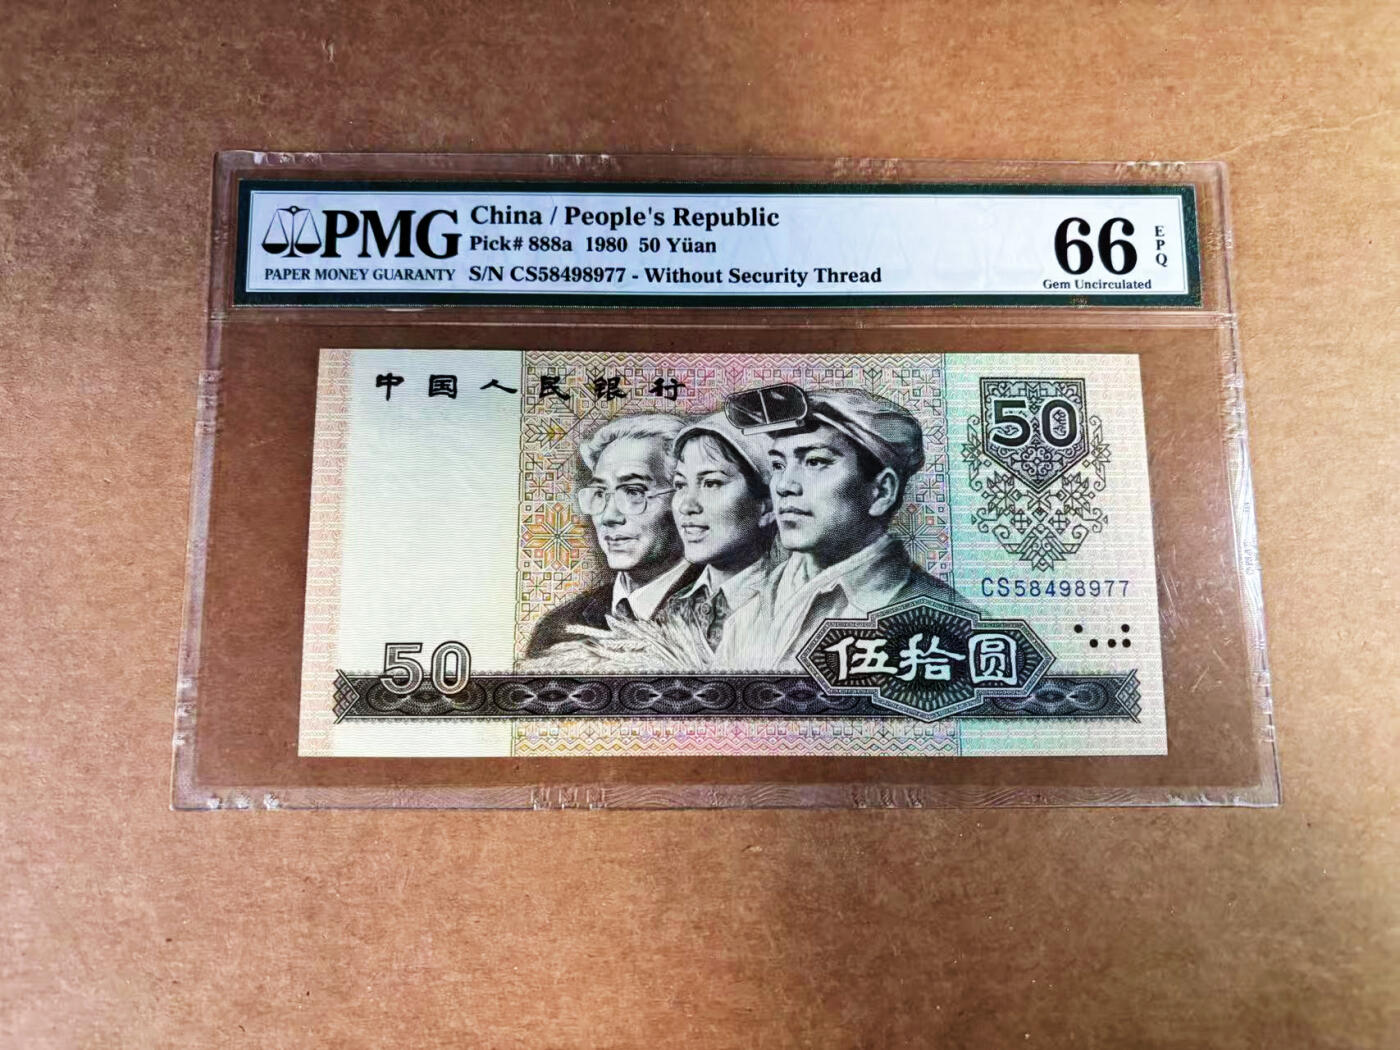 PMG
PAPER MONEY GUARANTY
China / People's Republic
Pick# 888a 1980 50 Yüan
S/N CS58498977 - Without Security Thread
66
EPQ
Gem Uncirculated
中国人民银行
50
CS58498977
50
伍拾圆